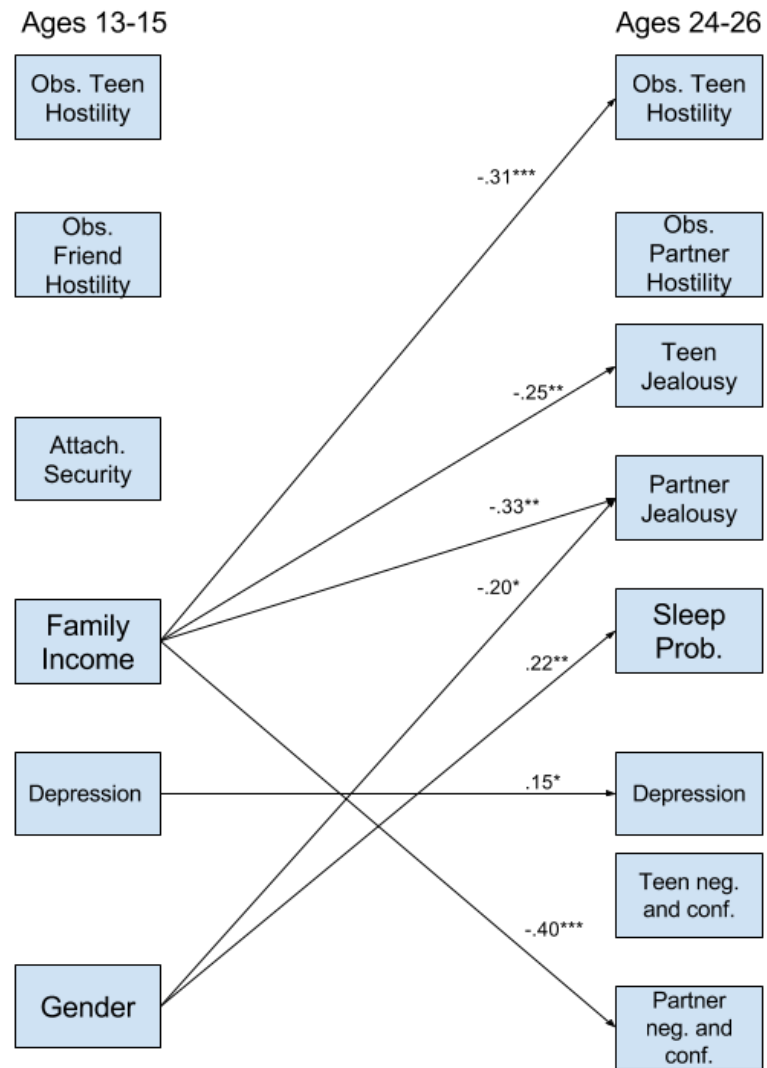 Ages 13-15
Ages 24-26
Obs. Teen
Hostility
Obs.
Friend
Hostility
Attach.
Security
Family
Income
Depression
Gender
-.31***
-.25**
-.33**
-.20*
.22**
.15*
-.40***
Obs. Teen
Hostility
Obs.
Partner
Hostility
Teen
Jealousy
Partner
Jealousy
Sleep
Prob.
Depression
Teen neg.
and conf.
Partner
neg. and
conf.